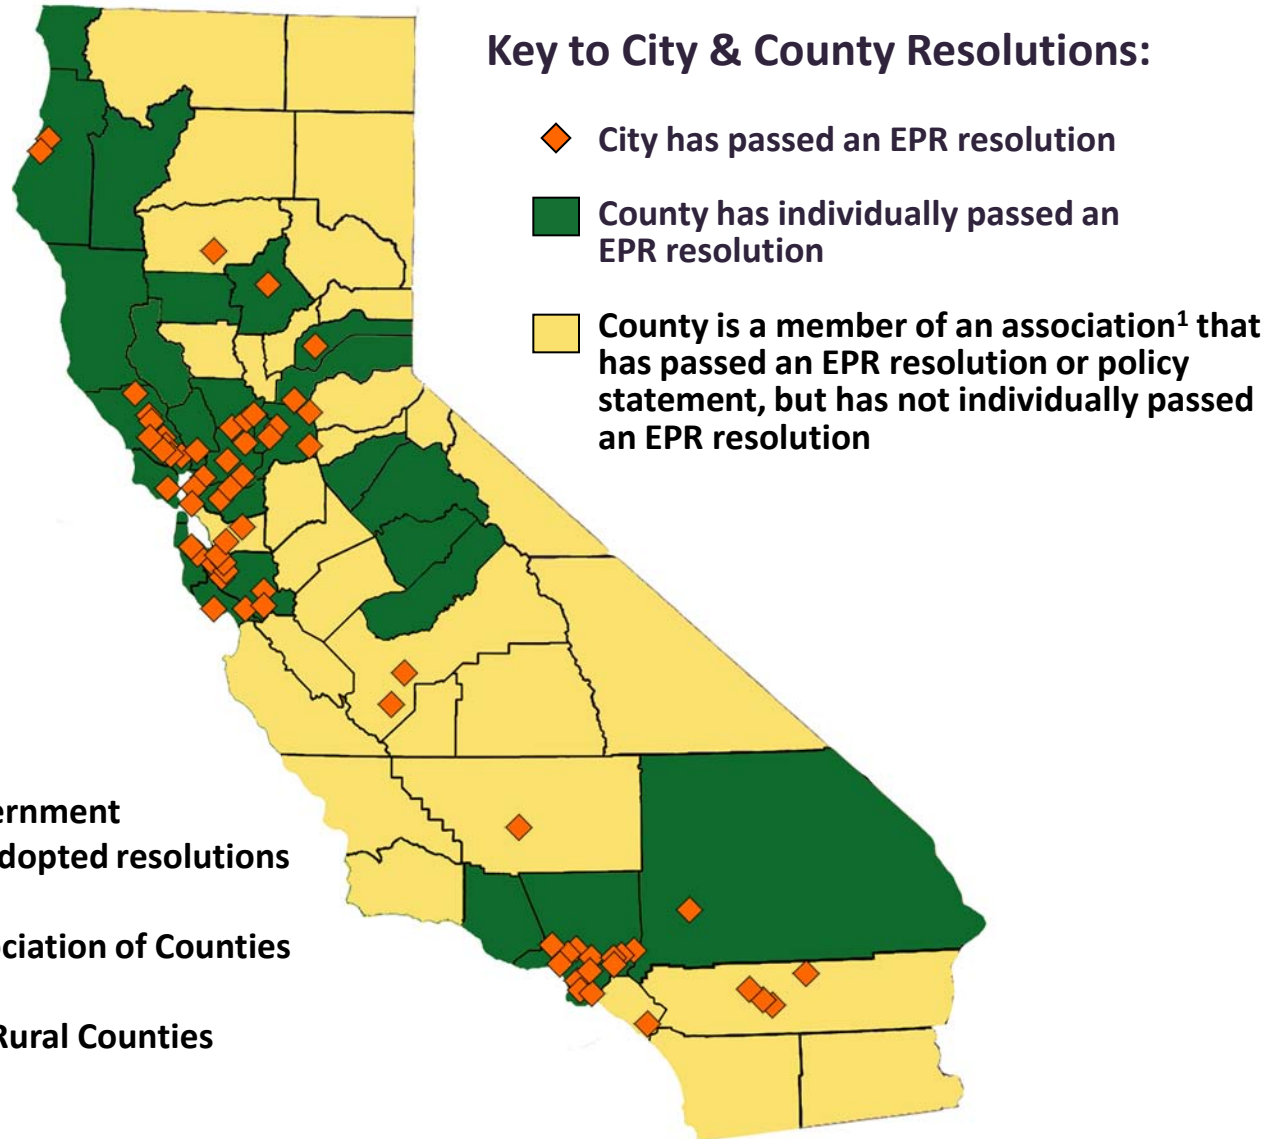 Key to City & County Resolutions:
City has passed an EPR resolution
County has individually passed an
EPR resolution
County is a member of an association¹ that
has passed an EPR resolution or policy
statement, but has not individually passed
an EPR resolution
ernment
dopted resolutions
ciation of Counties
Rural Counties